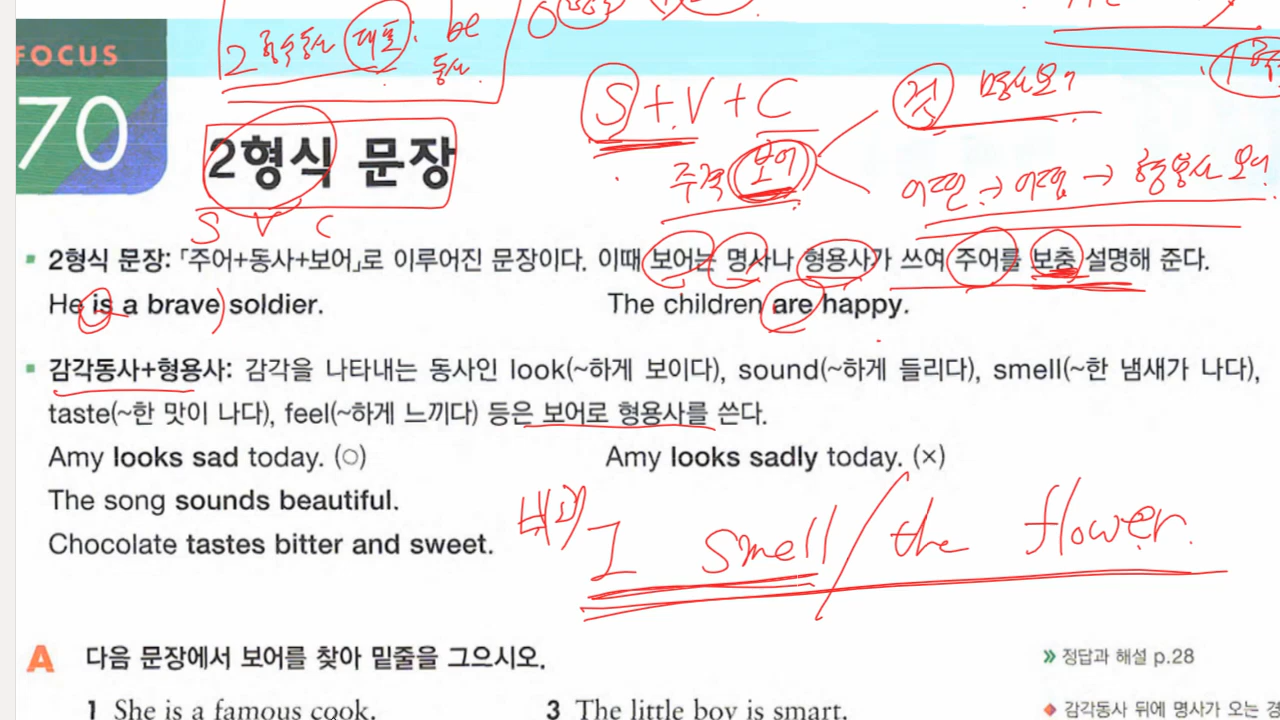 2 형식동사 대표: be
동사.
FOCUS
70
S + V + C
것 명사보어
2형식 문장
주격 보어
어떤 → 어떤 → 형용사 보어
S V C
2형식 문장: 「주어+동사+보어」로 이루어진 문장이다. 이때 보어는 명사나 형용사가 쓰여 주어를 보충 설명해 준다.
He is a brave soldier. The children are happy.
감각동사+형용사: 감각을 나타내는 동사인 look(~하게 보이다), sound(~하게 들리다), smell(~한 냄새가 나다),
taste(~한 맛이 나다), feel(~하게 느끼다) 등은 보어로 형용사를 쓴다.
Amy looks sad today. (○) Amy looks sadly today. (×)
The song sounds beautiful.
비교) I smell / the flower.
Chocolate tastes bitter and sweet.
A 다음 문장에서 보어를 찾아 밑줄을 그으시오.
» 정답과 해설 p.28
1 She is a famous cook. 3 The little boy is smart.
감각동사 뒤에 명사가 오는 경